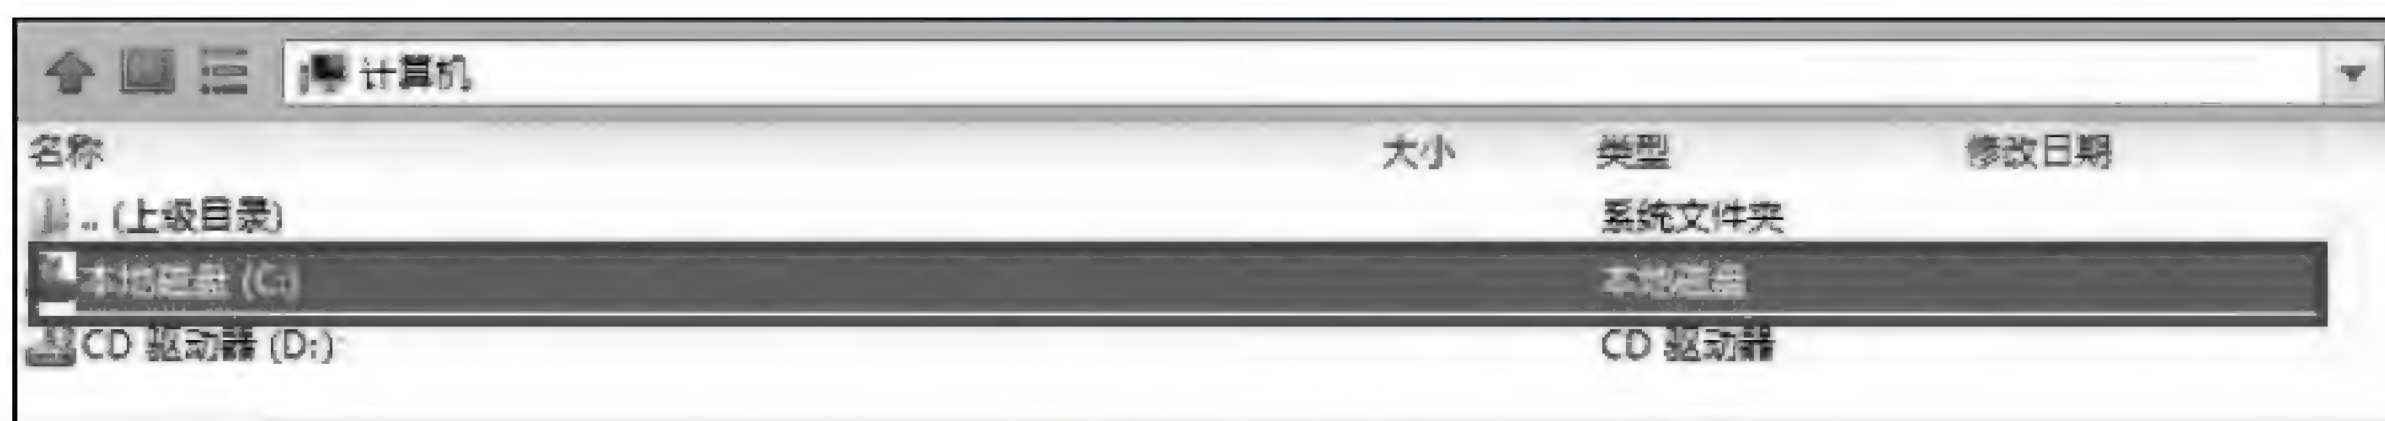 计算机
名称 大小 类型 修改日期
.. (上级目录) 系统文件夹
本地磁盘 (C:) 本地磁盘
CD 驱动器 (D:) CD 驱动器